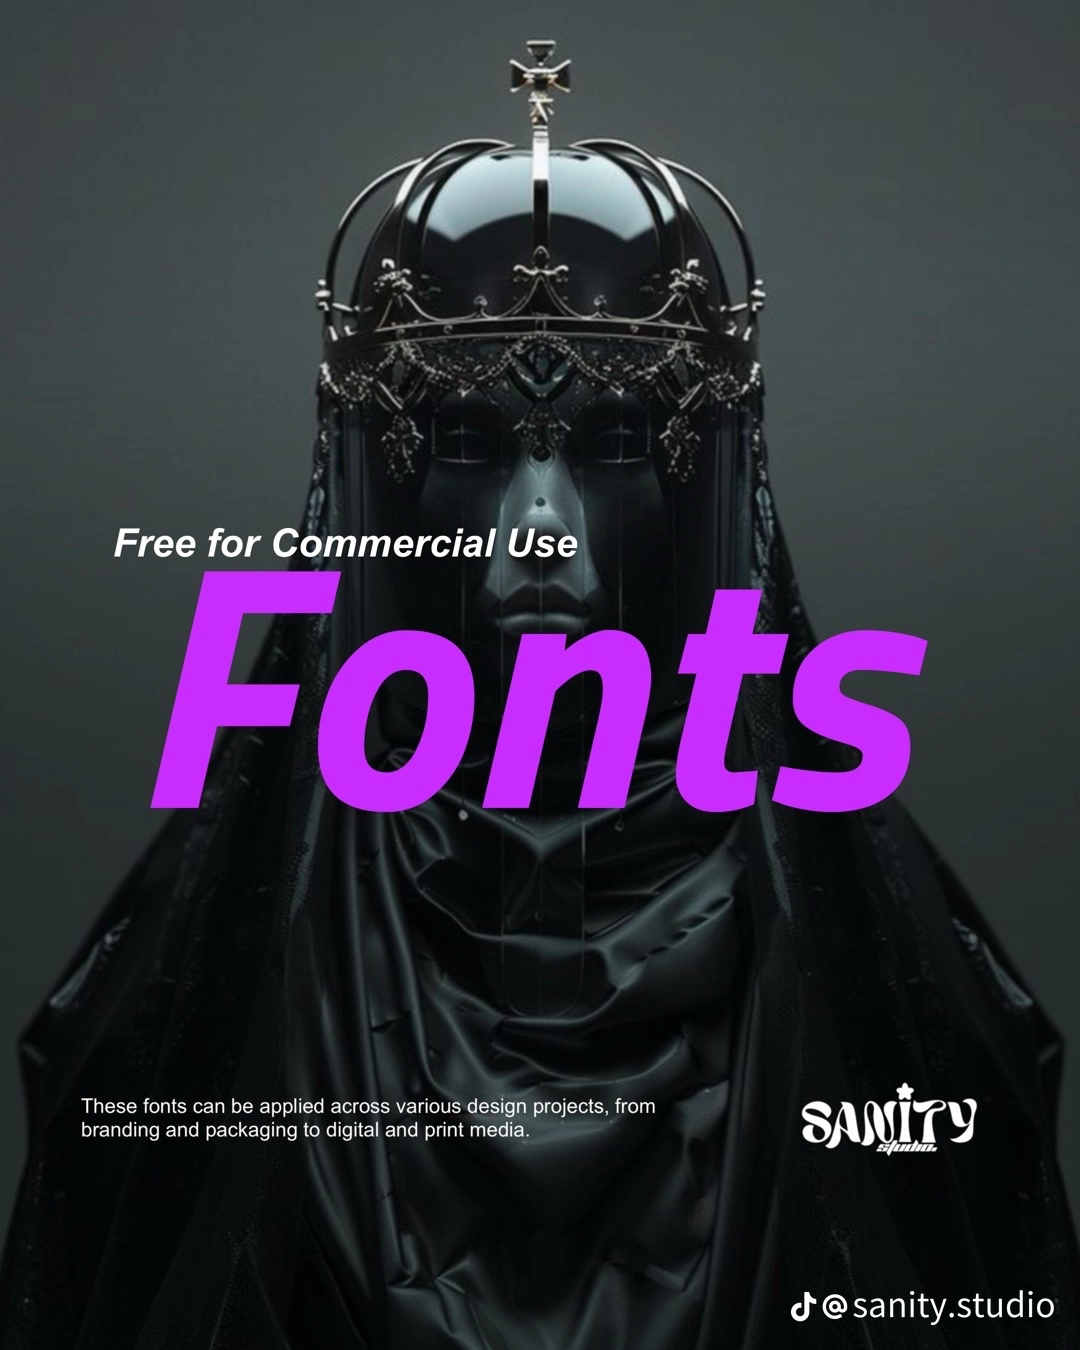 Free for Commercial Use
Fonts
These fonts can be applied across various design projects, from
branding and packaging to digital and print media.
SANiTY
studio.
@sanity.studio